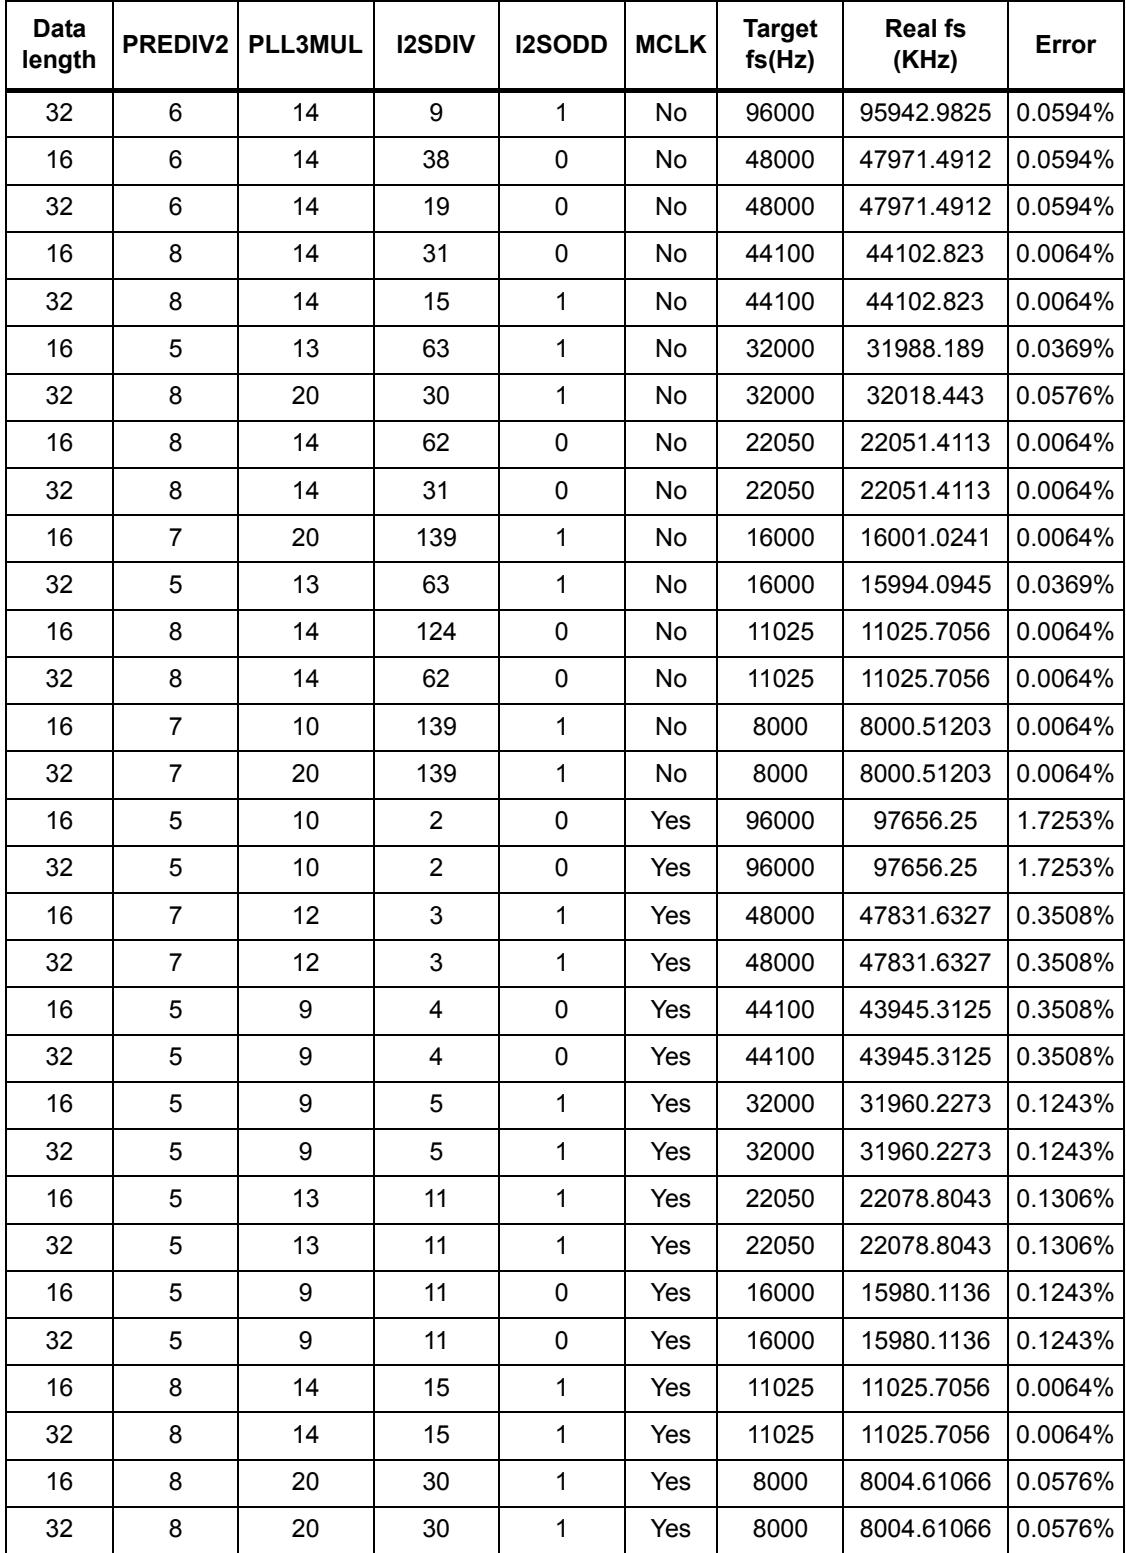 Data length PREDIV2 PLL3MUL I2SDIV I2SODD MCLK Target fs(Hz) Real fs (KHz) Error
32 6 14 9 1 No 96000 95942.9825 0.0594%
16 6 14 38 0 No 48000 47971.4912 0.0594%
32 6 14 19 0 No 48000 47971.4912 0.0594%
16 8 14 31 0 No 44100 44102.823 0.0064%
32 8 14 15 1 No 44100 44102.823 0.0064%
16 5 13 63 1 No 32000 31988.189 0.0369%
32 8 20 30 1 No 32000 32018.443 0.0576%
16 8 14 62 0 No 22050 22051.4113 0.0064%
32 8 14 31 0 No 22050 22051.4113 0.0064%
16 7 20 139 1 No 16000 16001.0241 0.0064%
32 5 13 63 1 No 16000 15994.0945 0.0369%
16 8 14 124 0 No 11025 11025.7056 0.0064%
32 8 14 62 0 No 11025 11025.7056 0.0064%
16 7 10 139 1 No 8000 8000.51203 0.0064%
32 7 20 139 1 No 8000 8000.51203 0.0064%
16 5 10 2 0 Yes 96000 97656.25 1.7253%
32 5 10 2 0 Yes 96000 97656.25 1.7253%
16 7 12 3 1 Yes 48000 47831.6327 0.3508%
32 7 12 3 1 Yes 48000 47831.6327 0.3508%
16 5 9 4 0 Yes 44100 43945.3125 0.3508%
32 5 9 4 0 Yes 44100 43945.3125 0.3508%
16 5 9 5 1 Yes 32000 31960.2273 0.1243%
32 5 9 5 1 Yes 32000 31960.2273 0.1243%
16 5 13 11 1 Yes 22050 22078.8043 0.1306%
32 5 13 11 1 Yes 22050 22078.8043 0.1306%
16 5 9 11 0 Yes 16000 15980.1136 0.1243%
32 5 9 11 0 Yes 16000 15980.1136 0.1243%
16 8 14 15 1 Yes 11025 11025.7056 0.0064%
32 8 14 15 1 Yes 11025 11025.7056 0.0064%
16 8 20 30 1 Yes 8000 8004.61066 0.0576%
32 8 20 30 1 Yes 8000 8004.61066 0.0576%